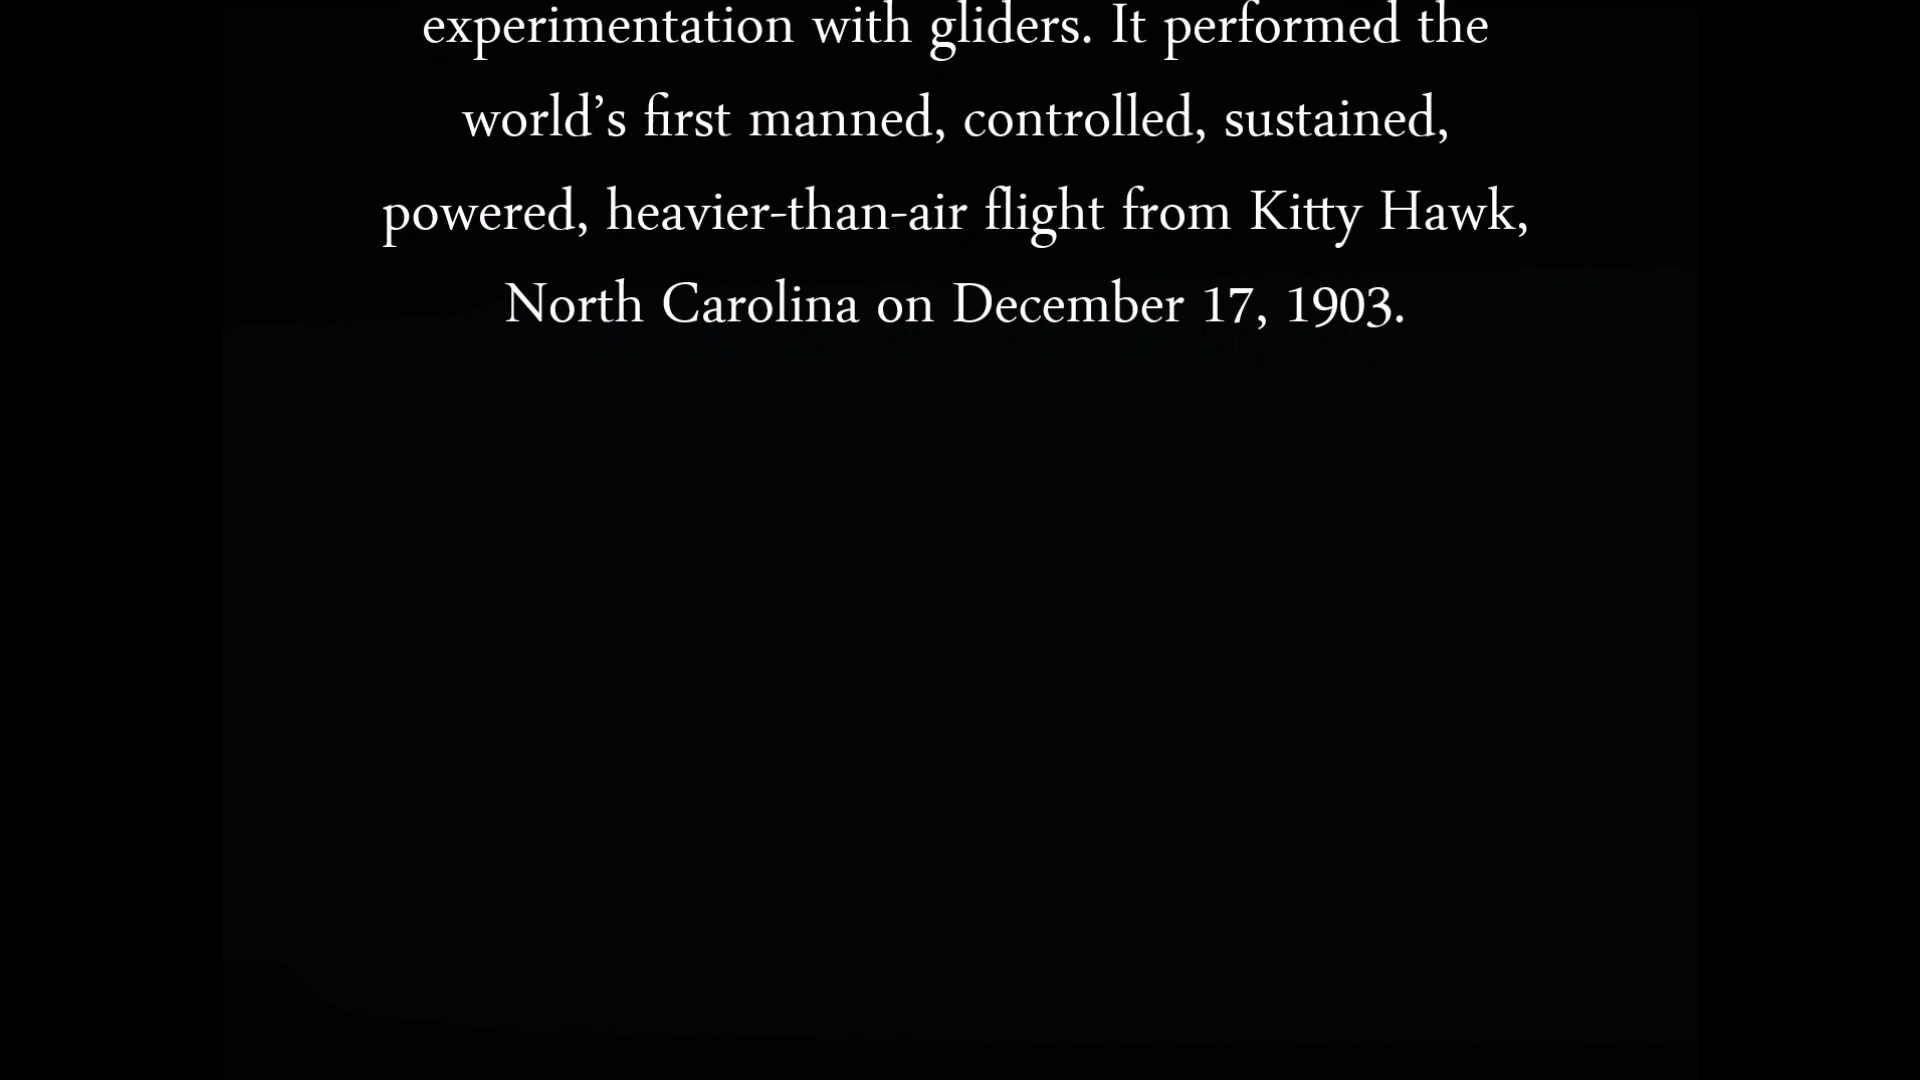 experimentation with gliders. It performed the
world’s first manned, controlled, sustained,
powered, heavier-than-air flight from Kitty Hawk,
North Carolina on December 17, 1903.